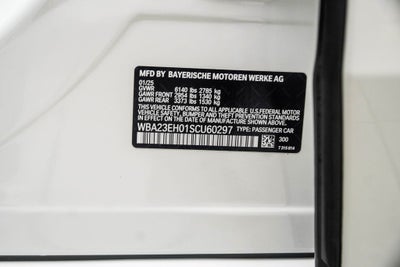 MFD BY BAYERISCHE MOTOREN WERKE AG
01/25
GVWR 6140 lbs 2785 kg
GAWR FRONT 2954 lbs 1340 kg
GAWR REAR 3373 lbs 1530 kg
THIS VEHICLE CONFORMS TO ALL APPLICABLE U.S.FEDERAL MOTOR
VEHICLE SAFETY, BUMPER, AND THEFT PREVENTION STANDARDS
IN EFFECT ON THE DATE OF MANUFACTURE SHOWN ABOVE.
WBA23EH01SCU60297 TYPE: PASSENGER CAR
300